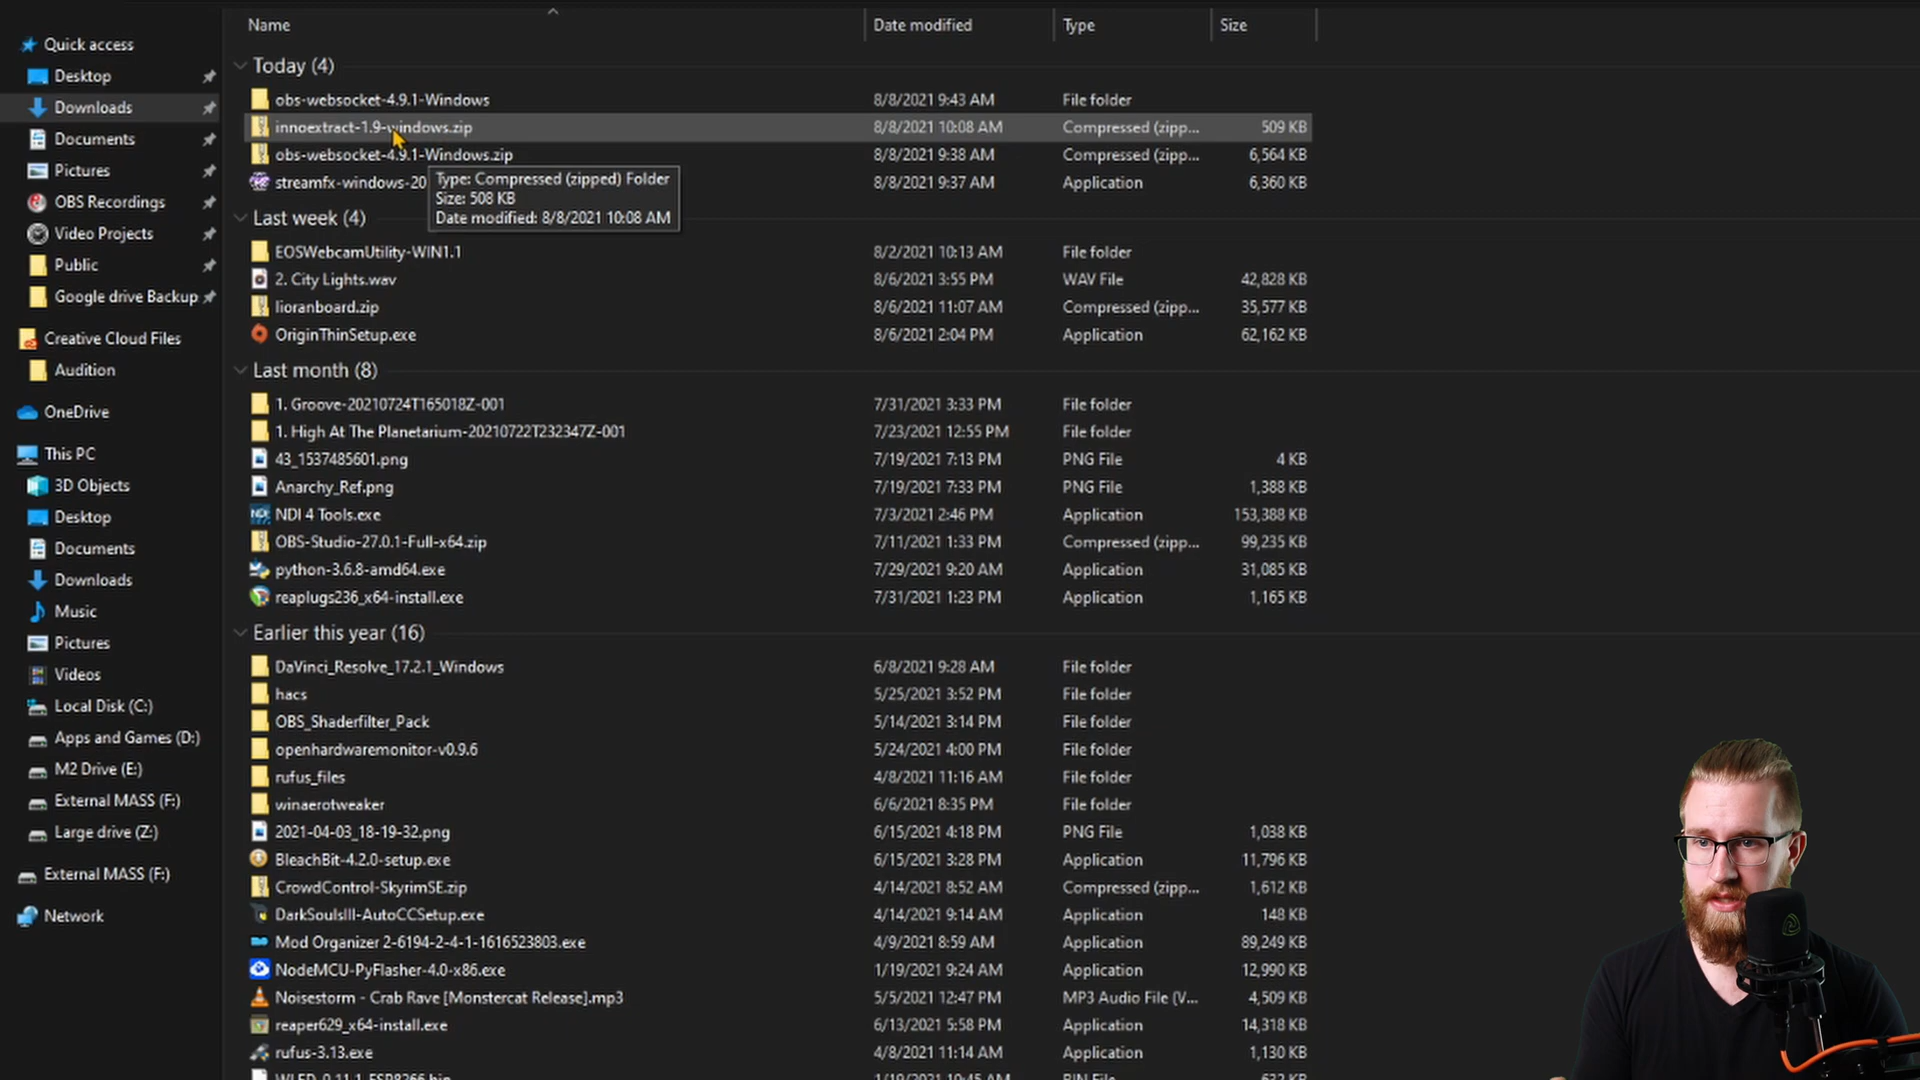 Name Date modified Type Size
Quick access
Desktop
Downloads
Documents
Pictures
OBS Recordings
Video Projects
Public
Google drive Backup
Creative Cloud Files
Audition
OneDrive
This PC
3D Objects
Desktop
Documents
Downloads
Music
Pictures
Videos
Local Disk (C:)
Apps and Games (D:)
M2 Drive (E:)
External MASS (F:)
Large drive (Z:)
External MASS (F:)
Network
Today (4)
obs-websocket-4.9.1-Windows 8/8/2021 9:43 AM File folder
innoextract-1.9-windows.zip 8/8/2021 10:08 AM Compressed (zipp... 509 KB
obs-websocket-4.9.1-Windows.zip 8/8/2021 9:38 AM Compressed (zipp... 6,564 KB
streamfx-windows-20 8/8/2021 9:37 AM Application 6,360 KB
Type: Compressed (zipped) Folder
Size: 508 KB
Date modified: 8/8/2021 10:08 AM
Last week (4)
EOSWebcamUtility-WIN1.1 8/2/2021 10:13 AM File folder
2. City Lights.wav 8/6/2021 3:55 PM WAV File 42,828 KB
lioranboard.zip 8/6/2021 11:07 AM Compressed (zipp... 35,577 KB
OriginThinSetup.exe 8/6/2021 2:04 PM Application 62,162 KB
Last month (8)
1. Groove-20210724T165018Z-001 7/31/2021 3:33 PM File folder
1. High At The Planetarium-20210722T232347Z-001 7/23/2021 12:55 PM File folder
43_1537485601.png 7/19/2021 7:13 PM PNG File 4 KB
Anarchy_Ref.png 7/19/2021 7:33 PM PNG File 1,388 KB
NDI 4 Tools.exe 7/3/2021 2:46 PM Application 153,388 KB
OBS-Studio-27.0.1-Full-x64.zip 7/11/2021 1:33 PM Compressed (zipp... 99,235 KB
python-3.6.8-amd64.exe 7/29/2021 9:20 AM Application 31,085 KB
reaplugs236_x64-install.exe 7/31/2021 1:23 PM Application 1,165 KB
Earlier this year (16)
DaVinci_Resolve_17.2.1_Windows 6/8/2021 9:28 AM File folder
hacs 5/25/2021 3:52 PM File folder
OBS_Shaderfilter_Pack 5/14/2021 3:14 PM File folder
openhardwaremonitor-v0.9.6 5/24/2021 4:00 PM File folder
rufus_files 4/8/2021 11:16 AM File folder
winaerotweaker 6/6/2021 8:35 PM File folder
2021-04-03_18-19-32.png 6/15/2021 4:18 PM PNG File 1,038 KB
BleachBit-4.2.0-setup.exe 6/15/2021 3:28 PM Application 11,796 KB
CrowdControl-SkyrimSE.zip 4/14/2021 8:52 AM Compressed (zipp... 1,612 KB
DarkSoulsIII-AutoCCSetup.exe 4/14/2021 9:14 AM Application 148 KB
Mod Organizer 2-6194-2-4-1-1616523803.exe 4/9/2021 8:59 AM Application 89,249 KB
NodeMCU-PyFlasher-4.0-x86.exe 1/19/2021 9:24 AM Application 12,990 KB
Noisestorm - Crab Rave [Monstercat Release].mp3 5/5/2021 12:47 PM MP3 Audio File (V... 4,509 KB
reaper629_x64-install.exe 6/13/2021 5:58 PM Application 14,318 KB
rufus-3.13.exe 4/8/2021 11:14 AM Application 1,130 KB